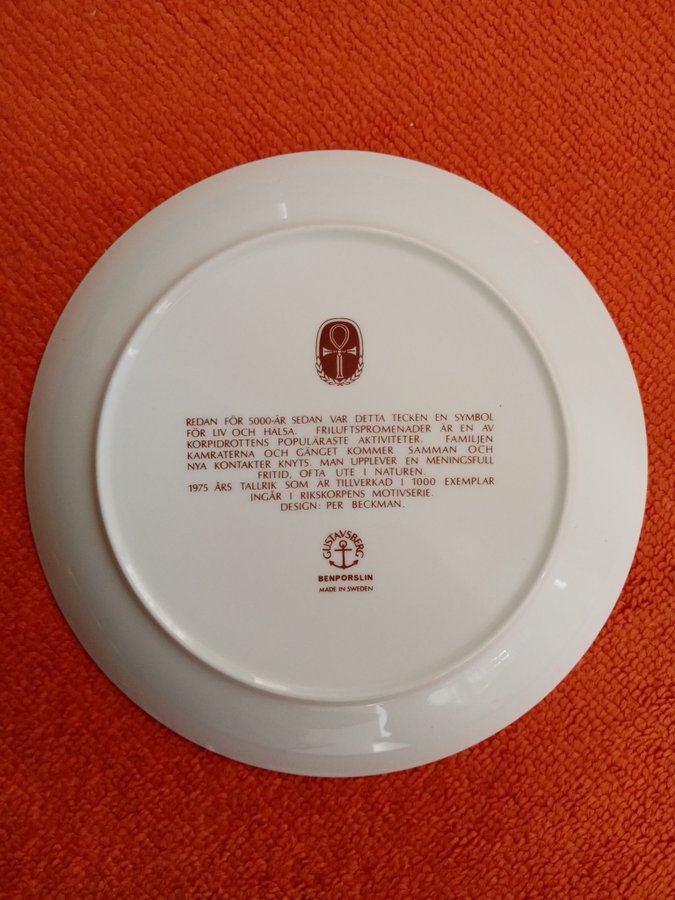 REDAN FÖR 5000-ÅR SEDAN VAR DETTA TECKEN EN SYMBOL
FÖR LIV OCH HÄLSA. FRILUFTSPROMENADER ÄR EN AV
KORPIDROTTENS POPULÄRASTE AKTIVITETER. FAMILJEN
KAMRATERNA OCH GÄNGET KOMMER SAMMAN OCH
NYA KONTAKTER KNYTS. MAN UPPLEVER EN MENINGSFULL
FRITID, OFTA UTE I NATUREN.
1975 ÅRS TALLRIK SOM ÄR TILLVERKAD I 1000 EXEMPLAR
INGÅR I RIKSKORPENS MOTIVSERIE.
DESIGN: PER BECKMAN.
GUSTAVSBERG
BENPORSLIN
MADE IN SWEDEN